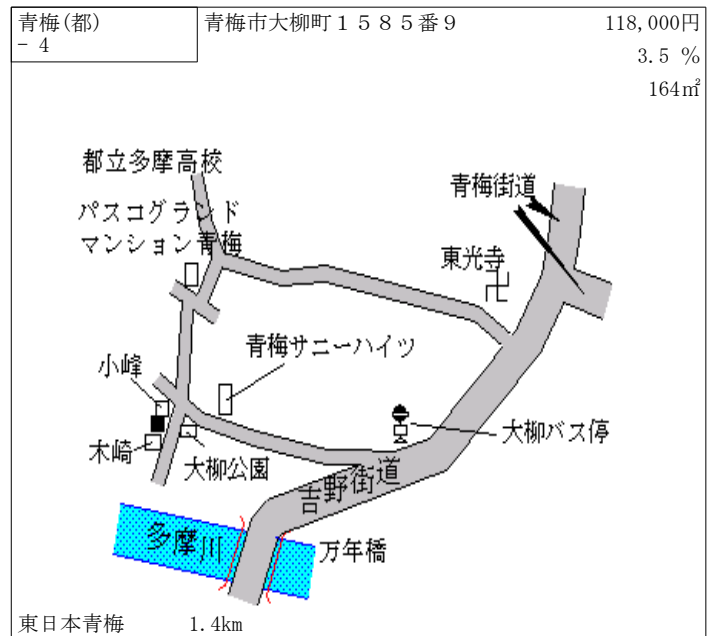 青梅(都)
- 4
青梅市大柳町１５８５番９
118,000円
3.5 %
164㎡
都立多摩高校
パスコグランド
マンション青梅
青梅街道
東光寺
青梅サニーハイツ
小峰
木崎
大柳公園
大柳バス停
吉野街道
多摩川
万年橋
東日本青梅 1.4km